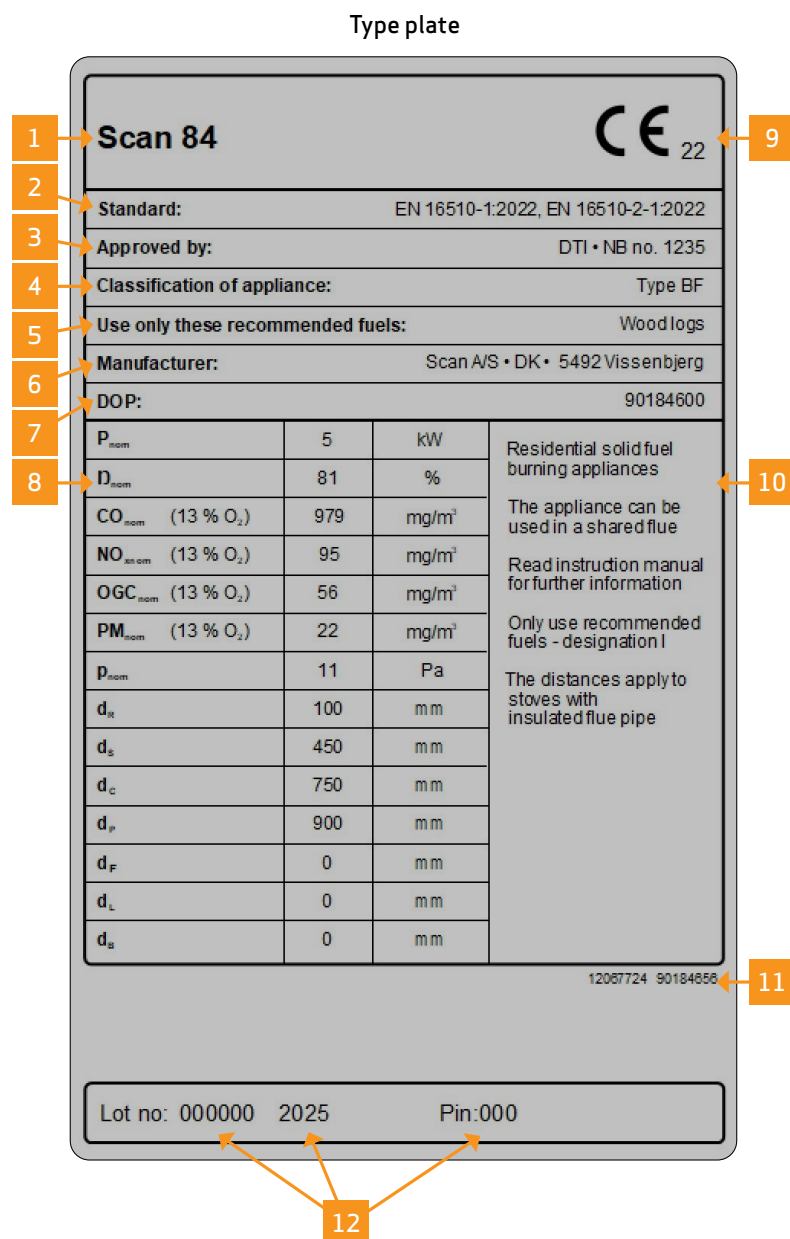 Type plate
1
Scan 84
CE 22
9
2
Standard: EN 16510-1:2022, EN 16510-2-1:2022
3
Approved by: DTI • NB no. 1235
4
Classification of appliance: Type BF
5
Use only these recommended fuels: Wood logs
6
Manufacturer: Scan A/S • DK • 5492 Vissenbjerg
7
DOP: 90184600
8
Pnom 5 kW
Ŋnom 81 %
COnom (13 % O₂) 979 mg/m³
NOxnom (13 % O₂) 95 mg/m³
OGCnom (13 % O₂) 56 mg/m³
PMnom (13 % O₂) 22 mg/m³
pnom 11 Pa
dR 100 mm
dS 450 mm
dC 750 mm
dP 900 mm
dF 0 mm
dL 0 mm
dB 0 mm
10
Residential solid fuel
burning appliances
The appliance can be
used in a shared flue
Read instruction manual
for further information
Only use recommended
fuels - designation I
The distances apply to
stoves with
insulated flue pipe
12067724 90184656
11
Lot no: 000000 2025 Pin:000
12